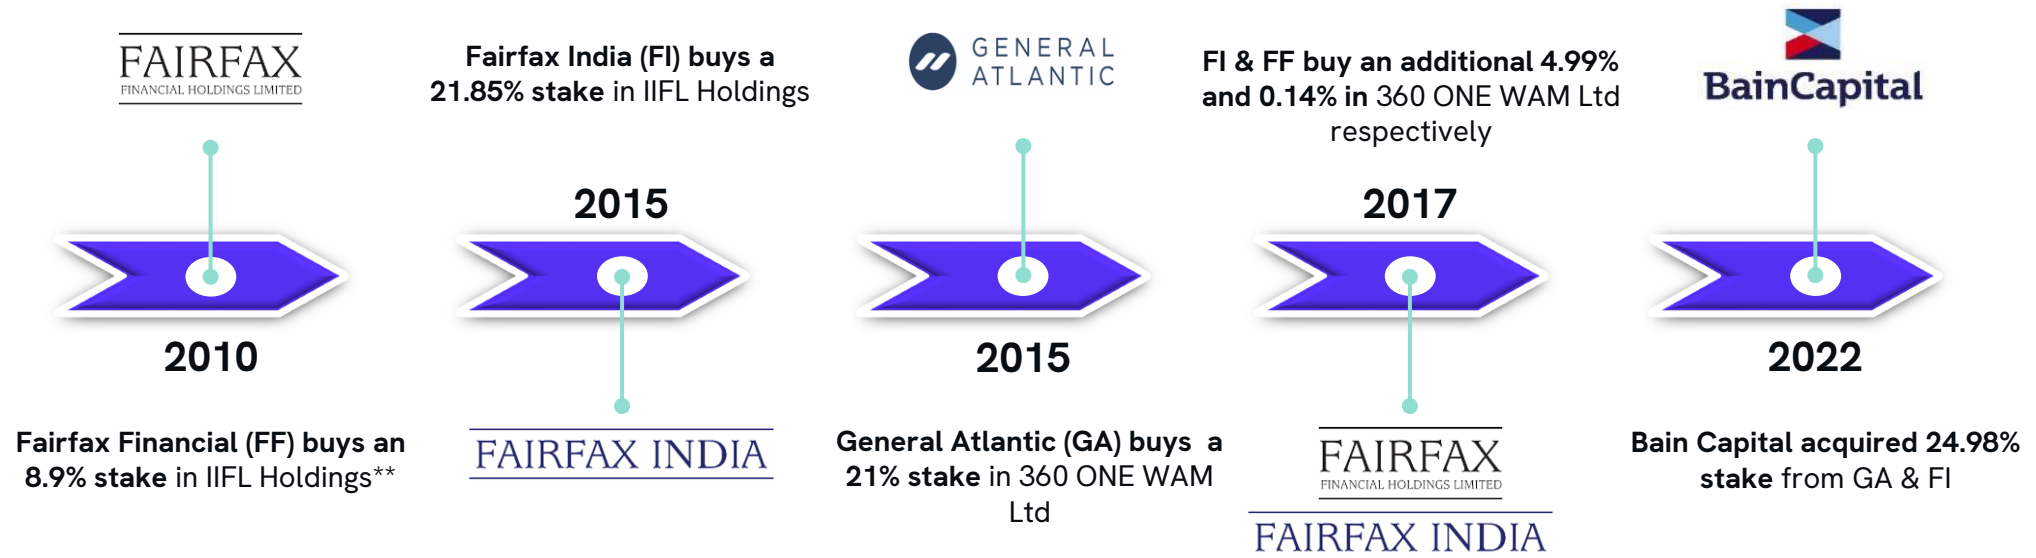 FAIRFAX
FINANCIAL HOLDINGS LIMITED
2010
Fairfax Financial (FF) buys an
8.9% stake in IIFL Holdings**
Fairfax India (FI) buys a
21.85% stake in IIFL Holdings
2015
FAIRFAX INDIA
GENERAL
ATLANTIC
2015
General Atlantic (GA) buys a
21% stake in 360 ONE WAM
Ltd
FI & FF buy an additional 4.99%
and 0.14% in 360 ONE WAM Ltd
respectively
2017
FAIRFAX
FINANCIAL HOLDINGS LIMITED
FAIRFAX INDIA
BainCapital
2022
Bain Capital acquired 24.98%
stake from GA & FI